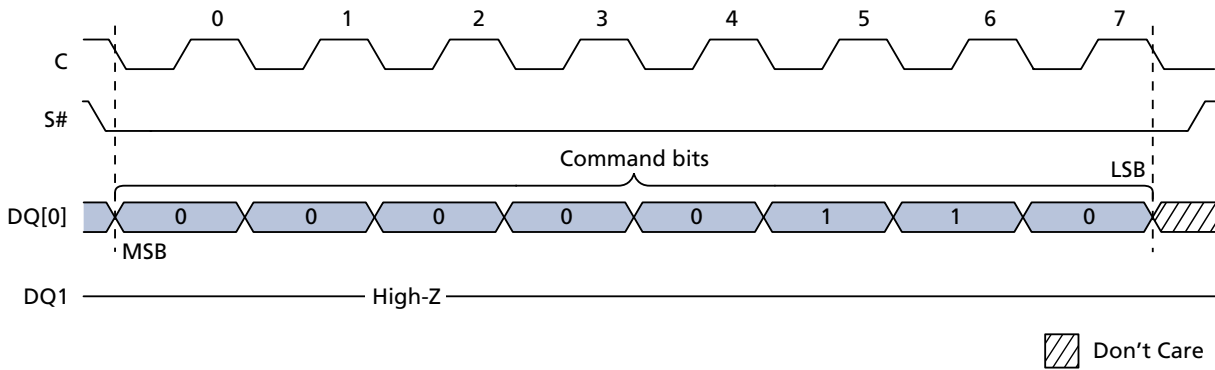 0 1 2 3 4 5 6 7
C
S#
Command bits
LSB
DQ[0] 0 0 0 0 0 1 1 0
MSB
DQ1 High-Z
Don't Care